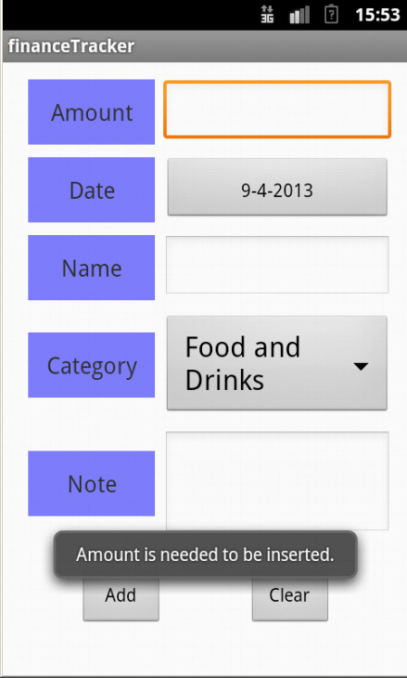 3G 15:53
financeTracker
Amount
Date 9-4-2013
Name
Category Food and
Drinks
Note
Amount is needed to be inserted.
Add Clear